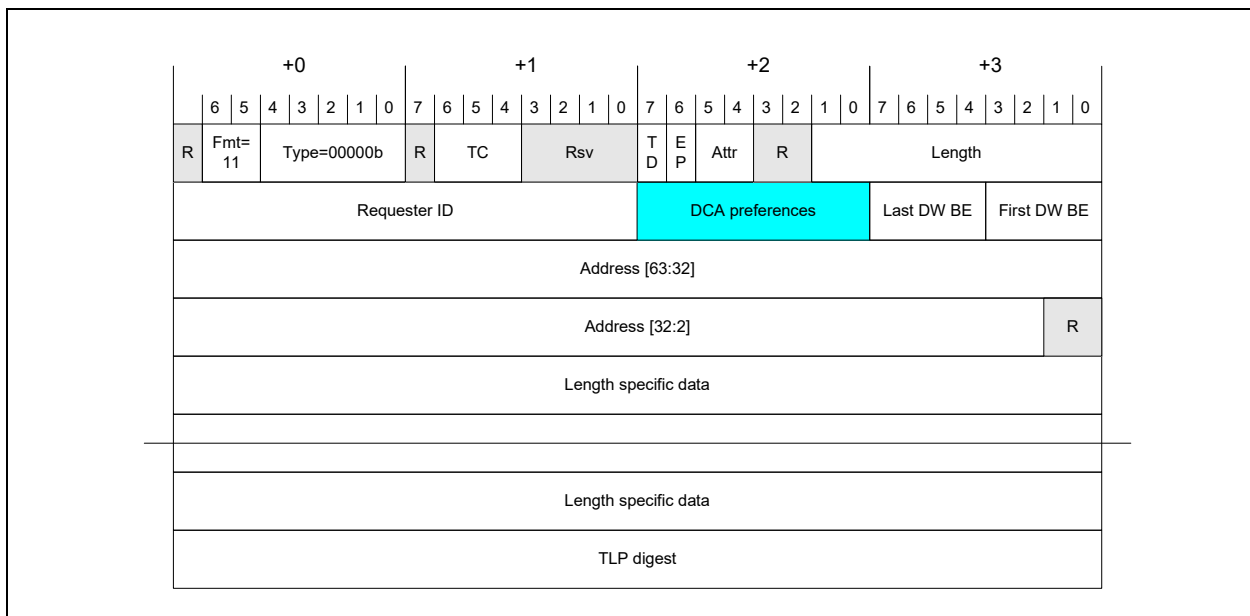 +0 +1 +2 +3
6 5 4 3 2 1 0 7 6 5 4 3 2 1 0 7 6 5 4 3 2 1 0 7 6 5 4 3 2 1 0
R Fmt= 11 Type=00000b R TC Rsv T D E P Attr R Length
Requester ID DCA preferences Last DW BE First DW BE
Address [63:32]
Address [32:2] R
Length specific data
Length specific data
TLP digest